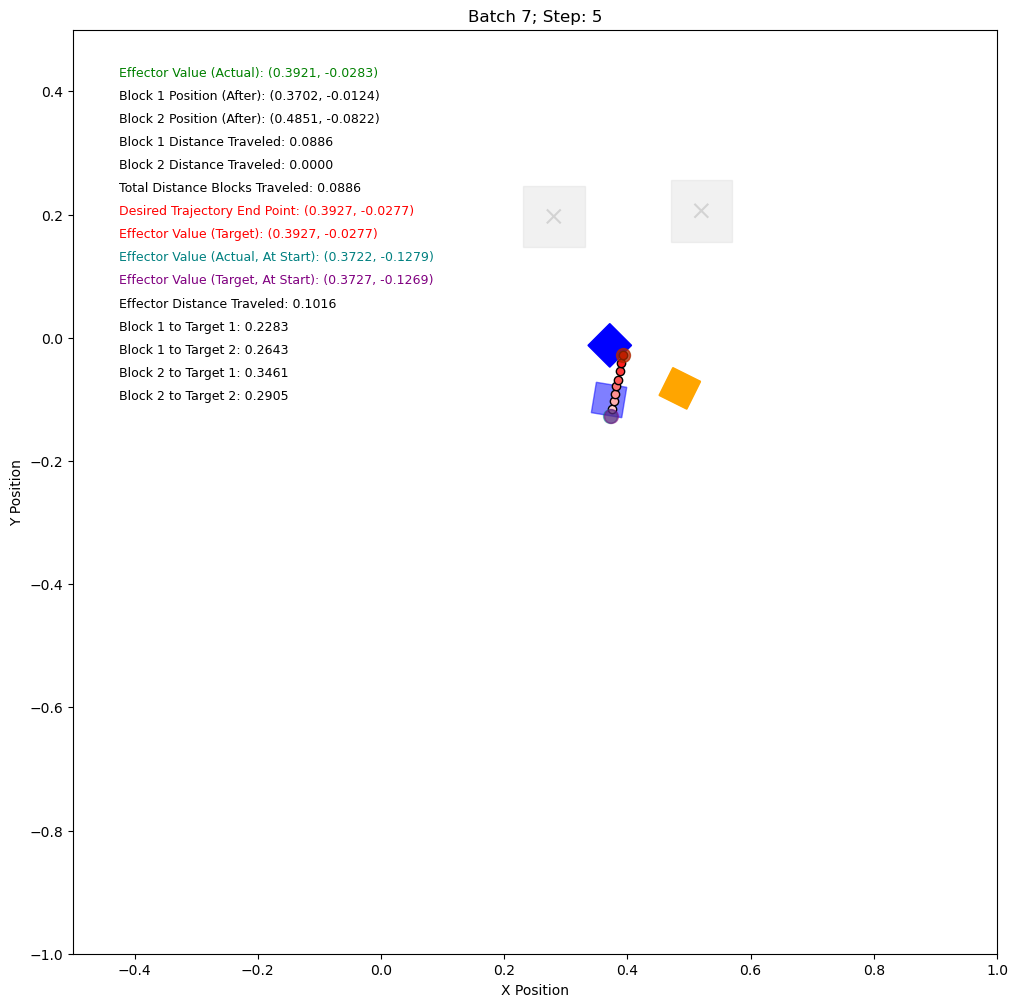 Batch 7; Step: 5
Effector Value (Actual): (0.3921, -0.0283)
Block 1 Position (After): (0.3702, -0.0124)
Block 2 Position (After): (0.4851, -0.0822)
Block 1 Distance Traveled: 0.0886
Block 2 Distance Traveled: 0.0000
Total Distance Blocks Traveled: 0.0886
Desired Trajectory End Point: (0.3927, -0.0277)
Effector Value (Target): (0.3927, -0.0277)
Effector Value (Actual, At Start): (0.3722, -0.1279)
Effector Value (Target, At Start): (0.3727, -0.1269)
Effector Distance Traveled: 0.1016
Block 1 to Target 1: 0.2283
Block 1 to Target 2: 0.2643
Block 2 to Target 1: 0.3461
Block 2 to Target 2: 0.2905
Y Position
0.4
0.2
0.0
−0.2
−0.4
−0.6
−0.8
−1.0
−0.4
−0.2
0.0
0.2
0.4
0.6
0.8
1.0
X Position